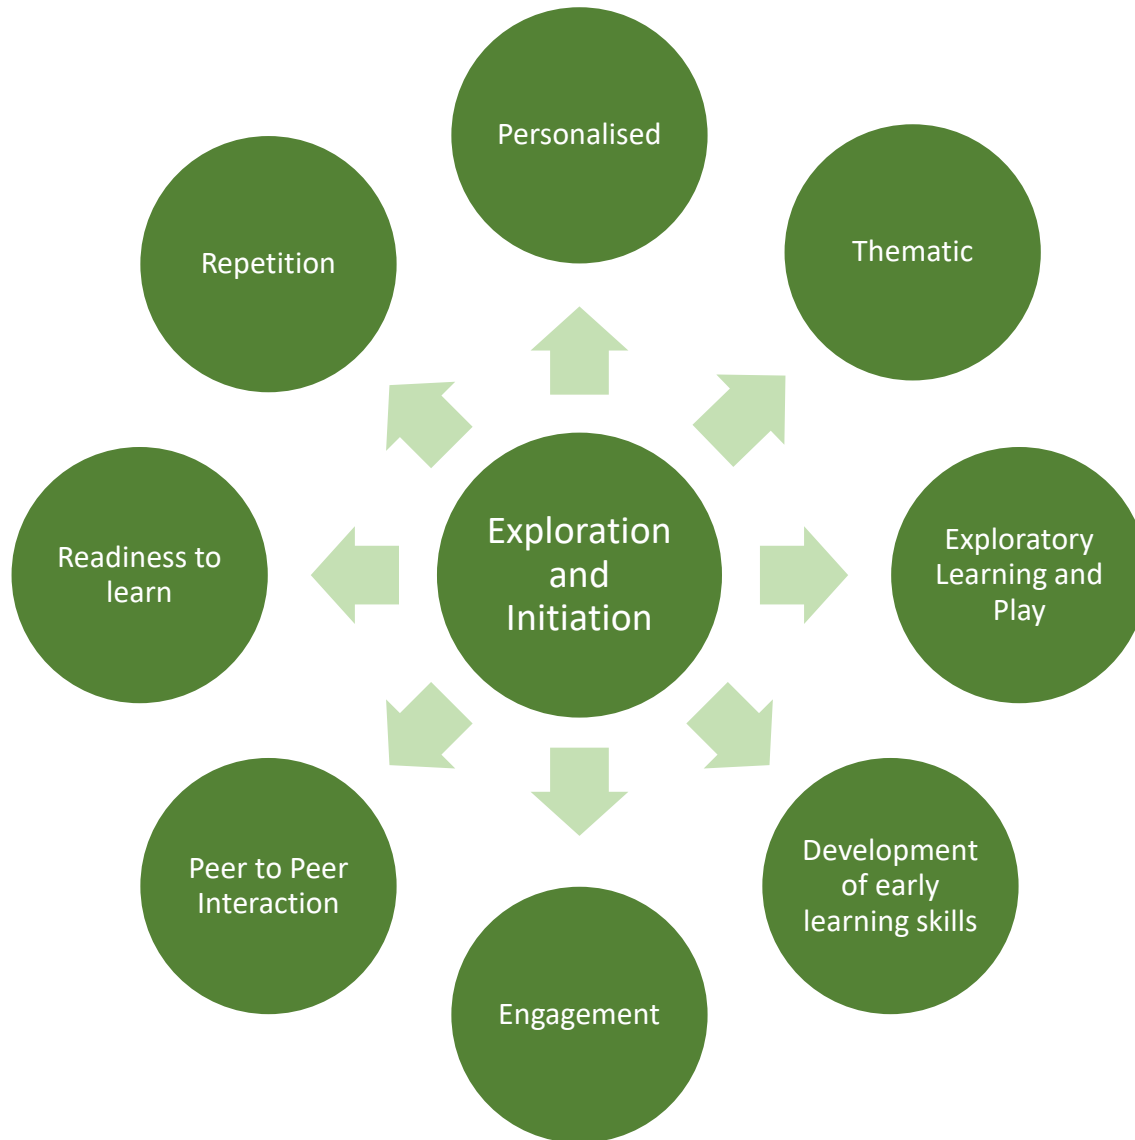 Personalised
Thematic
Repetition
Exploration
and
Initiation
Exploratory
Learning and
Play
Readiness to
learn
Development
of early
learning skills
Peer to Peer
Interaction
Engagement